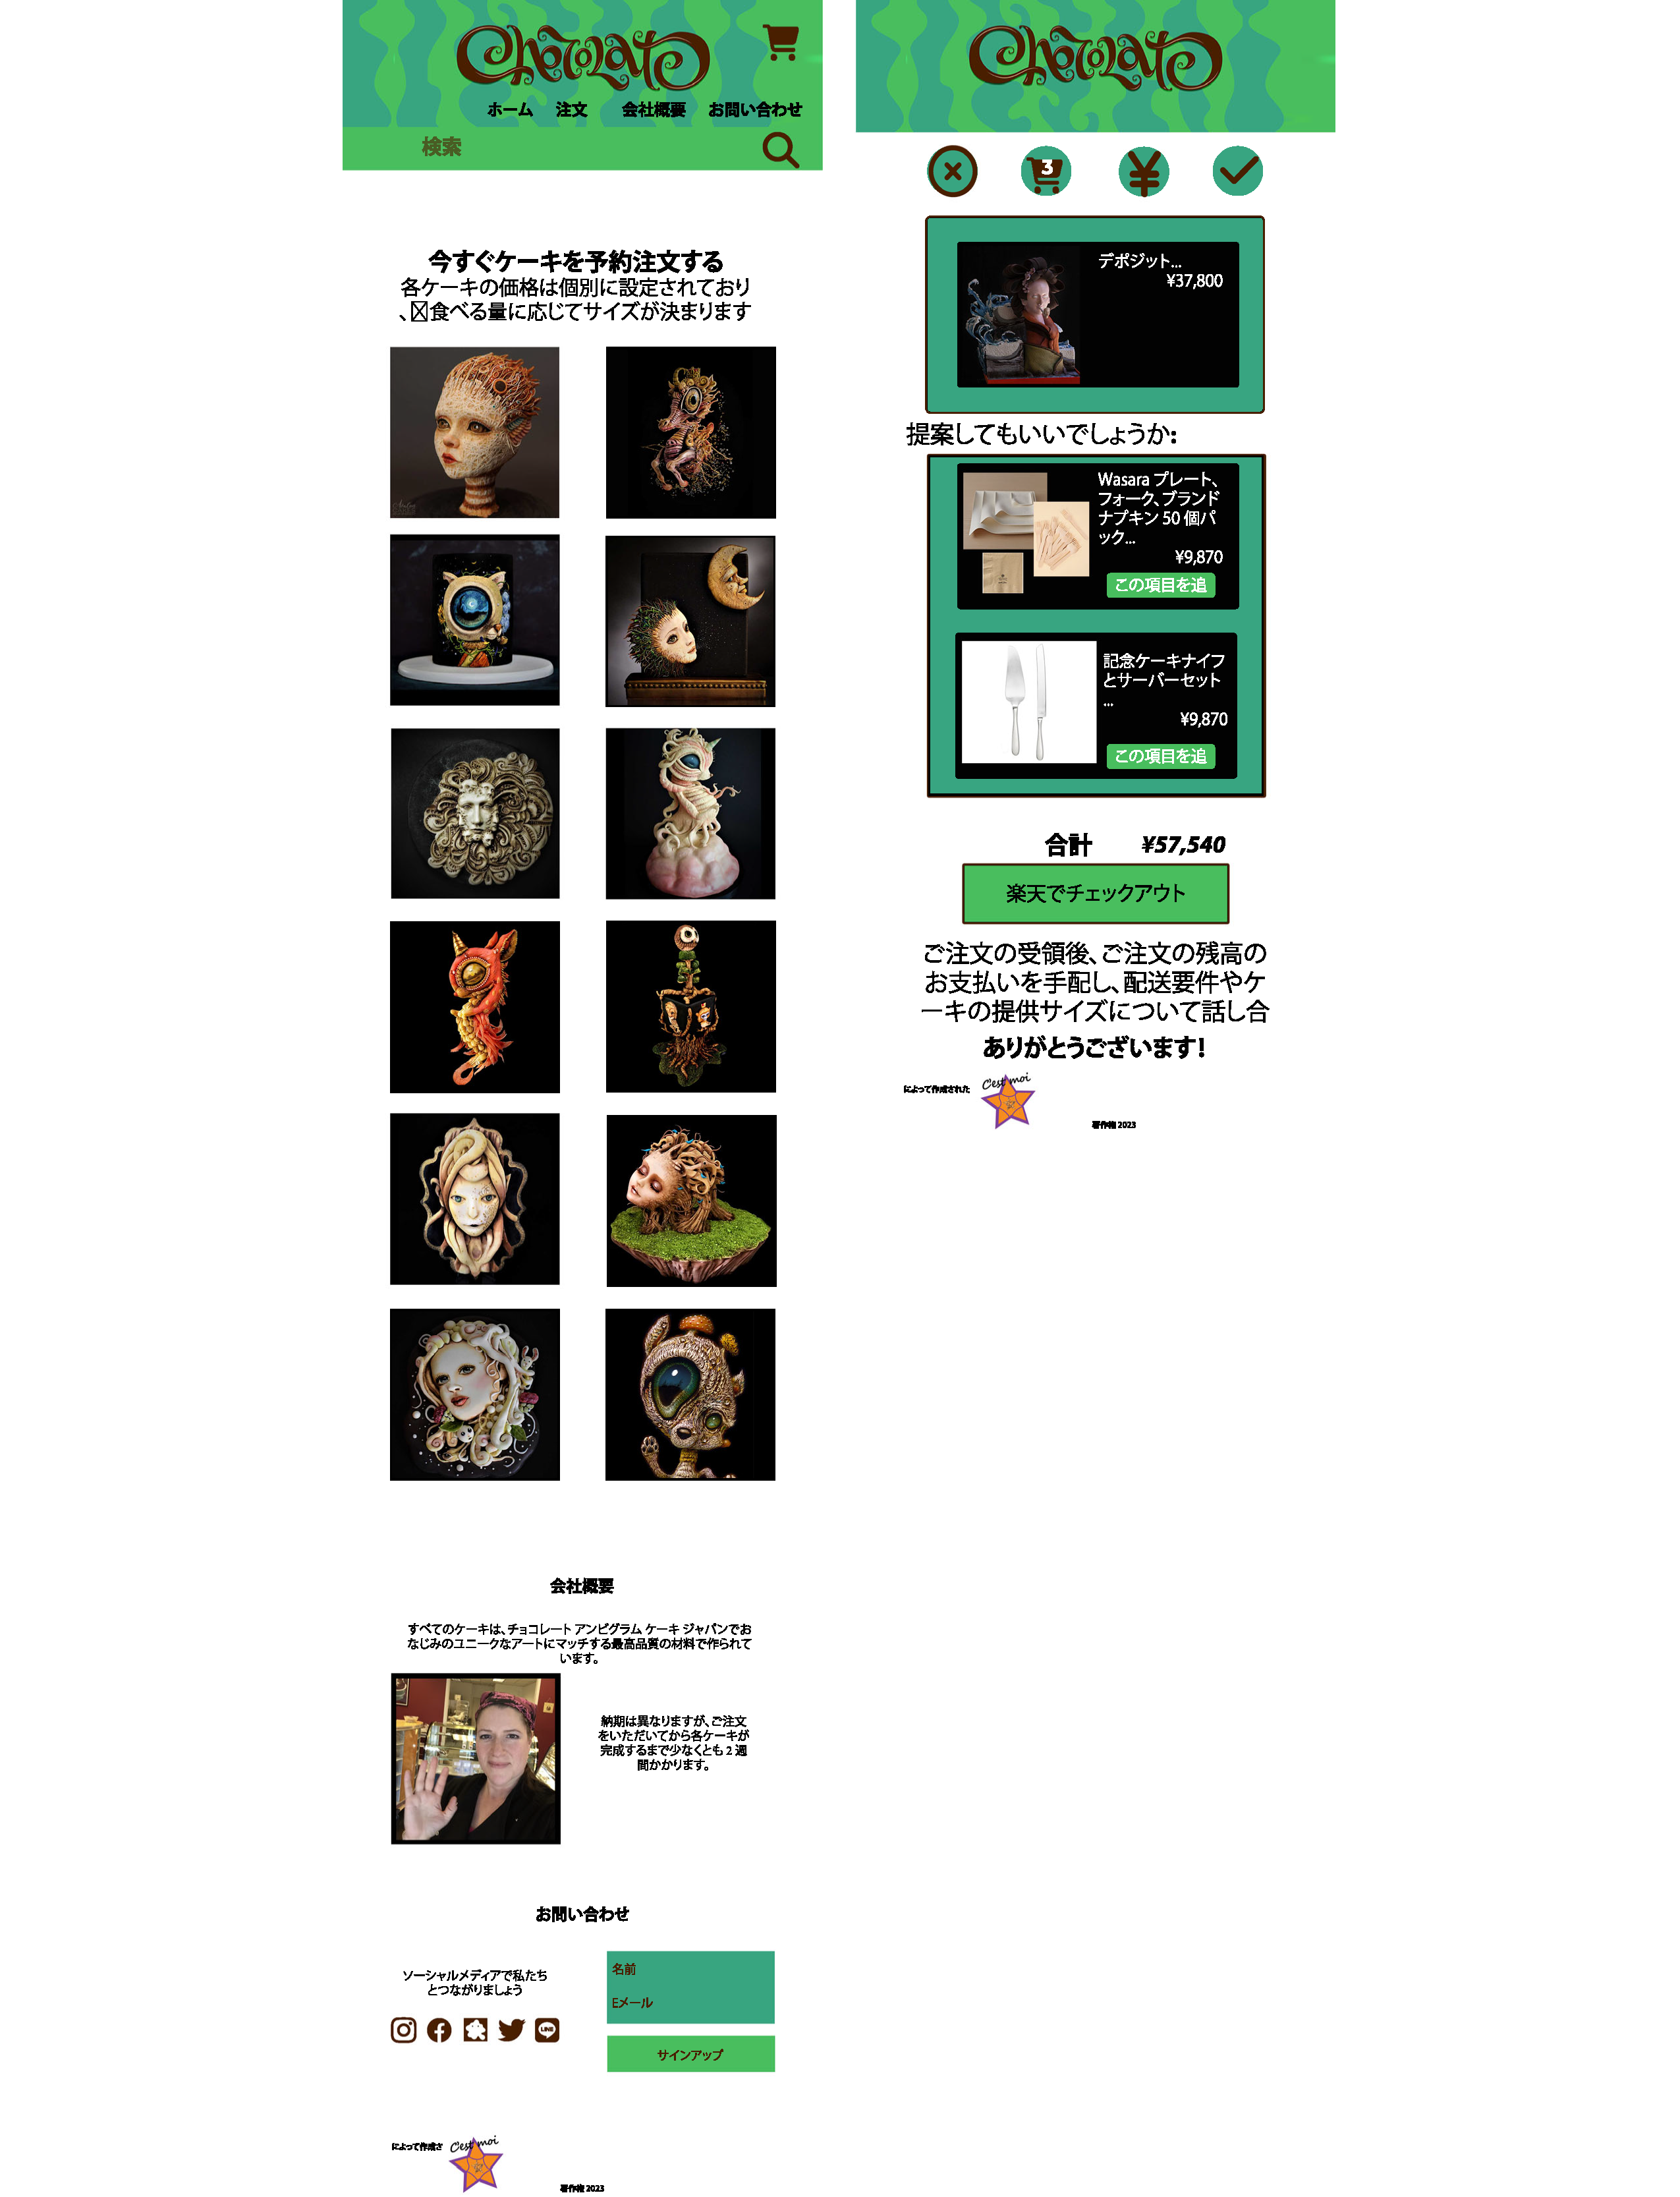 Chocolate
ホーム 注文 会社概要 お問い合わせ
検索
今すぐケーキを予約注文する
各ケーキの価格は個別に設定されており
、食べる量に応じてサイズが決まります
会社概要
すべてのケーキは、チョコレート アンビグラム ケーキ ジャパンでお
なじみのユニークなアートにマッチする最高品質の材料で作られて
います。
納期は異なりますが、ご注文
をいただいてから各ケーキが
完成するまで少なくとも 2 週
間かかります。
お問い合わせ
ソーシャルメディアで私たち
とつながりましょう
LINE
名前
Eメール
サインアップ
によって作成さ
C'est moi
著作権 2023
Chocolate
3
¥
デポジット...
¥37,800
提案してもいいでしょうか:
Wasara プレート、
フォーク、ブランド
ナプキン 50 個パ
ック...
¥9,870
この項目を追
記念ケーキナイフ
とサーバーセット
...
¥9,870
この項目を追
合計 ¥57,540
楽天でチェックアウト
ご注文の受領後、ご注文の残高の
お支払いを手配し、配送要件やケ
ーキの提供サイズについて話し合
ありがとうございます!
によって作成された
C'est moi
著作権 2023